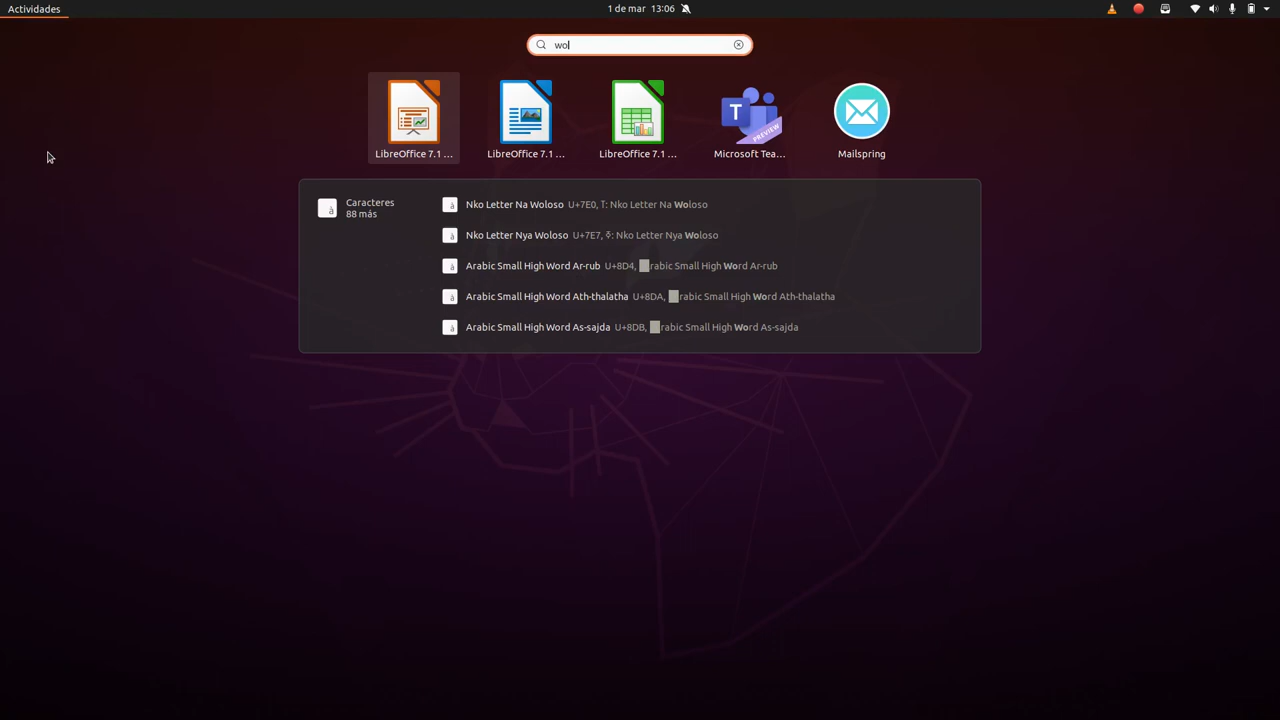 Actividades
1 de mar 13:06
wol
LibreOffice 7.1 ...
LibreOffice 7.1 ...
LibreOffice 7.1 ...
T
PREVIEW
Microsoft Tea...
Mailspring
Caracteres
88 más
Nko Letter Na Woloso U+7E0, ߠ: Nko Letter Na Woloso
Nko Letter Nya Woloso U+7E7, ߧ: Nko Letter Nya Woloso
Arabic Small High Word Ar-rub U+8D4, rabic Small High Word Ar-rub
Arabic Small High Word Ath-thalatha U+8DA, rabic Small High Word Ath-thalatha
Arabic Small High Word As-sajda U+8DB, rabic Small High Word As-sajda